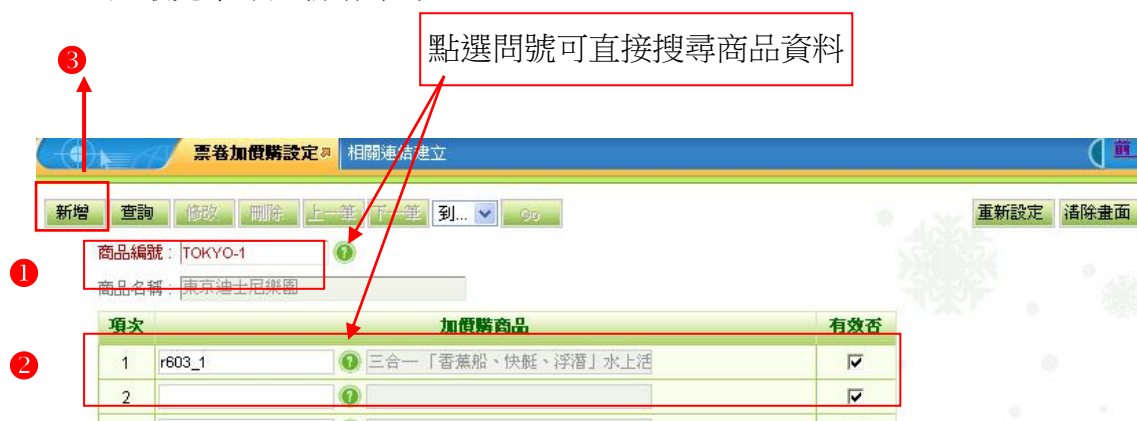 點選問號可直接搜尋商品資料
❸
票卷加價購設定 相關連結建立
新增 查詢 修改 刪除 上一筆 下一筆 到... Go 重新設定 清除畫面
❶
商品編號： TOKYO-1 ?
商品名稱： 東京迪士尼樂園
項次 加價購商品 有效否
❷
1 r603_1 ? 三合一「香蕉船、快艇、浮潛」水上活
2 ?